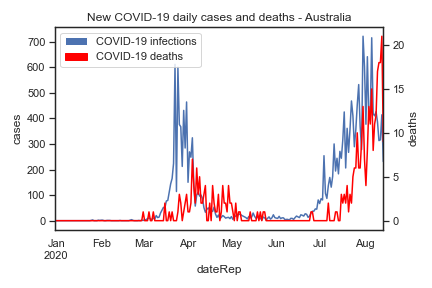 New COVID-19 daily cases and deaths - Australia
COVID-19 infections
COVID-19 deaths
700
600
500
400
300
200
100
0
cases
20
15
10
5
0
deaths
Jan Feb Mar Apr May Jun Jul Aug
2020
dateRep